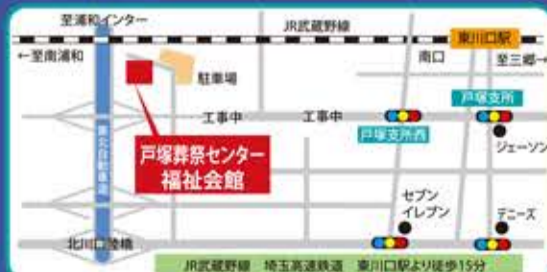 至浦和インター
JR武蔵野線
東川口駅
←至南浦和
南口
至三郷→
駐車場
戸塚支所
工事中
工事中
戸塚支所西
ジェーソン
東北自動車道
戸塚葬祭センター
福祉会館
セブン
イレブン
デニーズ
北川口陸橋
JR武蔵野線 埼玉高速鉄道 東川口駅より徒歩15分